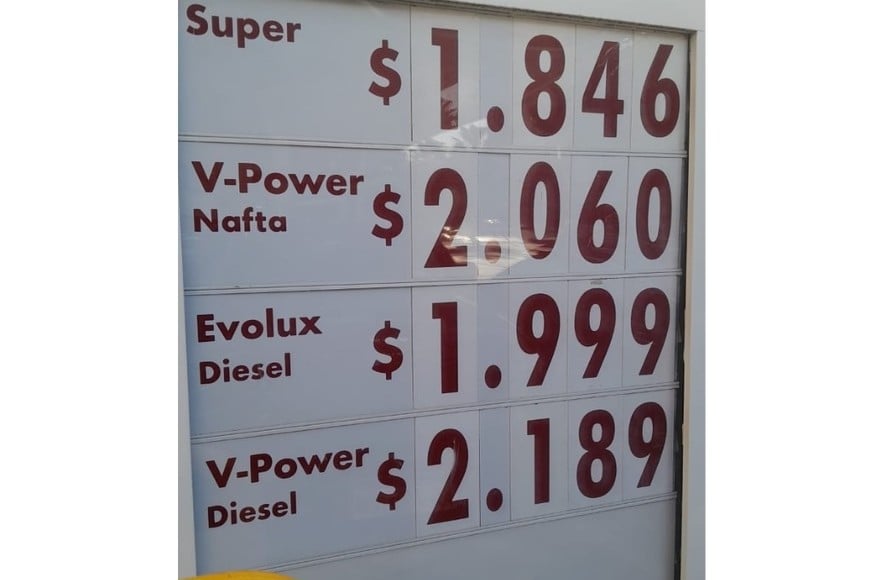 Super $ 1.846
V-Power
Nafta $ 2.060
Evolux
Diesel $ 1.999
V-Power
Diesel $ 2.189